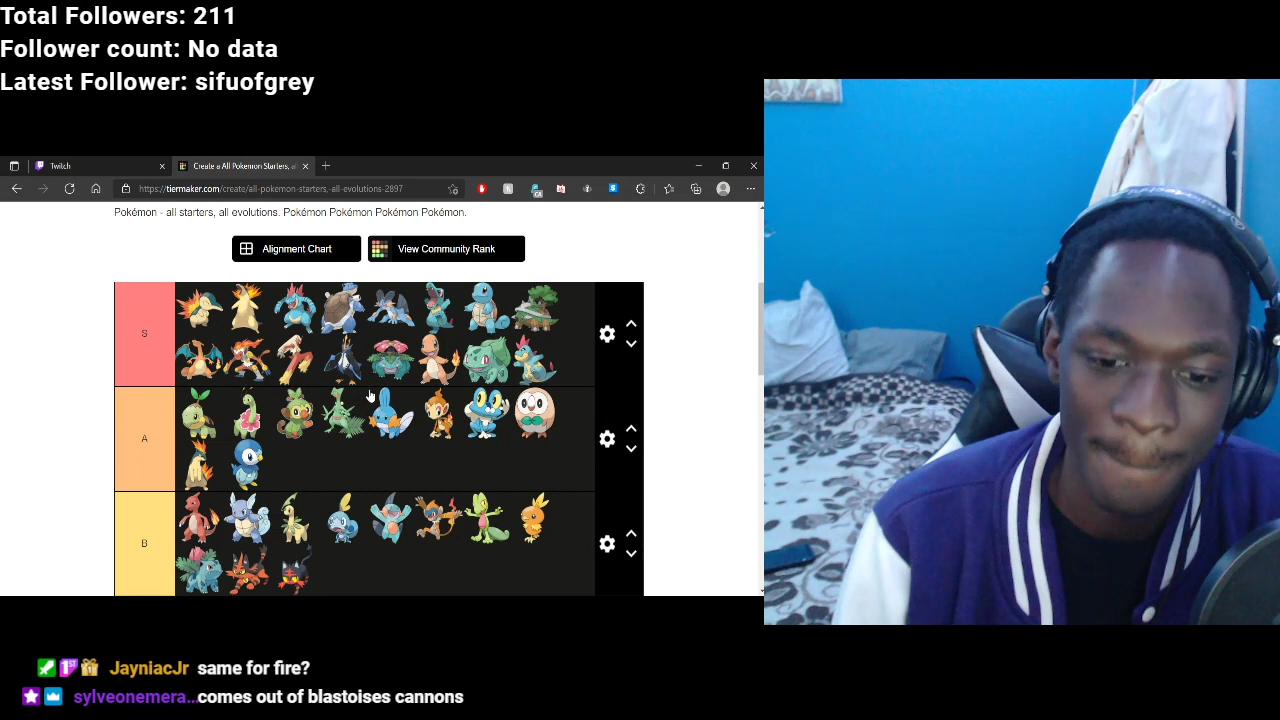 Total Followers: 211
Follower count: No data
Latest Follower: sifuofgrey
Twitch
Create a All Pokemon Starters, al
https://tiermaker.com/create/all-pokemon-starters,-all-evolutions-2897
Pokémon - all starters, all evolutions. Pokémon Pokémon Pokémon Pokémon.
Alignment Chart
View Community Rank
S
A
B
1ST JayniacJr same for fire?
sylveonemera... comes out of blastoises cannons